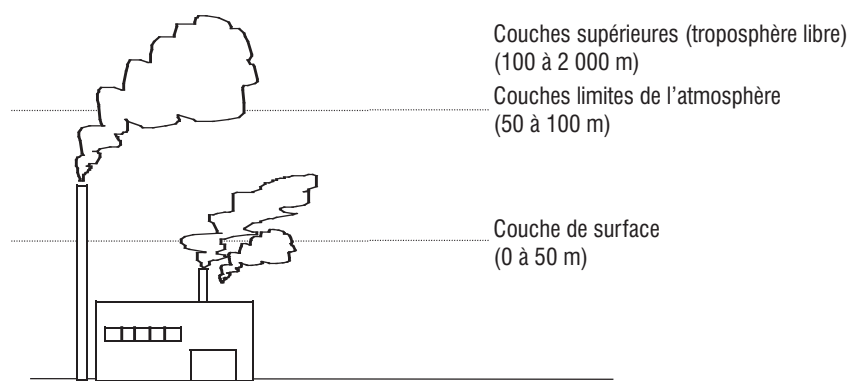 Couches supérieures (troposphère libre)
(100 à 2 000 m)
Couches limites de l'atmosphère
(50 à 100 m)
Couche de surface
(0 à 50 m)